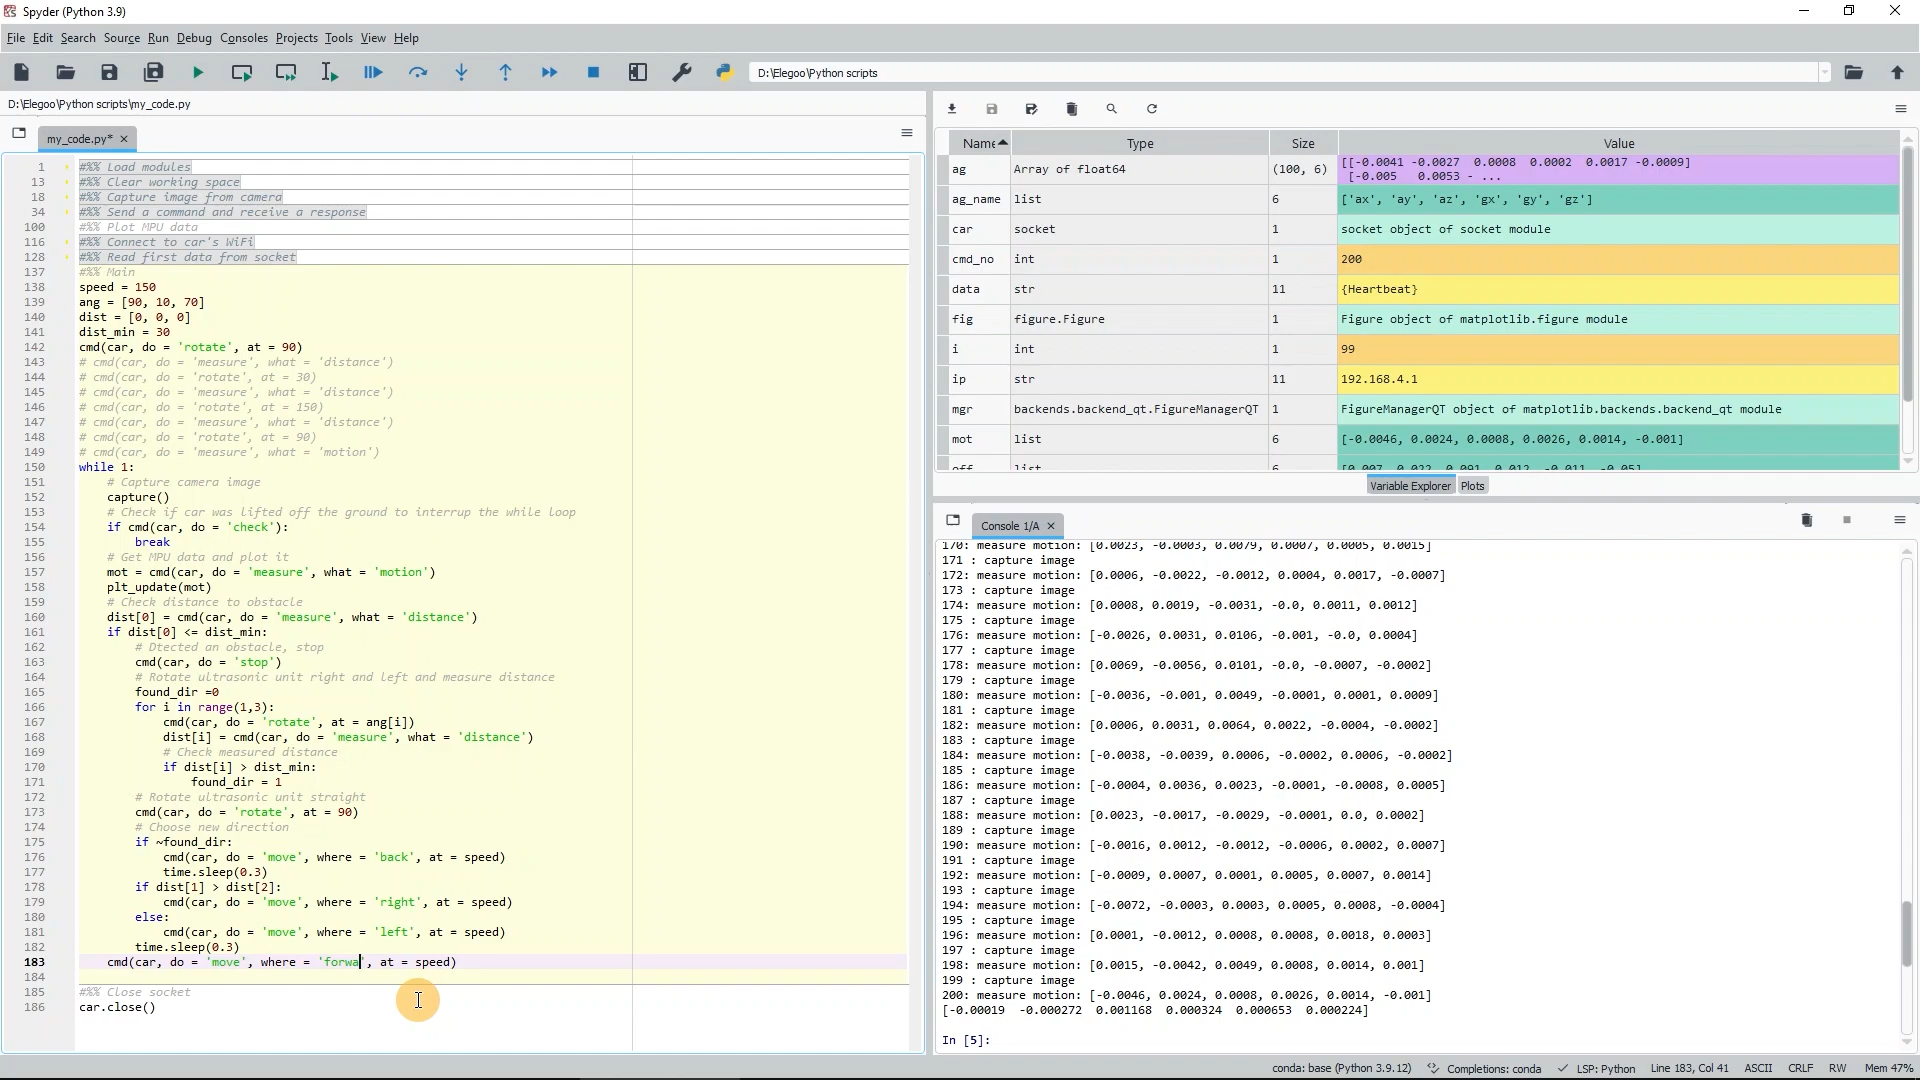 Spyder (Python 3.9)
File Edit Search Source Run Debug Consoles Projects Tools View Help
D:\Elegoo\Python scripts
D:\Elegoo\Python scripts\my_code.py
my_code.py*
1 #%% Load modules
13 #%% Clear working space
18 #%% Capture image from camera
34 #%% Send a command and receive a response
100 #%% Plot MPU data
116 #%% Connect to car's WiFi
128 #%% Read first data from socket
137 #%% Main
138 speed = 150
139 ang = [90, 10, 70]
140 dist = [0, 0, 0]
141 dist_min = 30
142 cmd(car, do = 'rotate', at = 90)
143 # cmd(car, do = 'measure', what = 'distance')
144 # cmd(car, do = 'rotate', at = 30)
145 # cmd(car, do = 'measure', what = 'distance')
146 # cmd(car, do = 'rotate', at = 150)
147 # cmd(car, do = 'measure', what = 'distance')
148 # cmd(car, do = 'rotate', at = 90)
149 # cmd(car, do = 'measure', what = 'motion')
150 while 1:
151 # Capture camera image
152 capture()
153 # Check if car was lifted off the ground to interrup the while loop
154 if cmd(car, do = 'check'):
155 break
156 # Get MPU data and plot it
157 mot = cmd(car, do = 'measure', what = 'motion')
158 plt_update(mot)
159 # Check distance to obstacle
160 dist[0] = cmd(car, do = 'measure', what = 'distance')
161 if dist[0] <= dist_min:
162 # Dtected an obstacle, stop
163 cmd(car, do = 'stop')
164 # Rotate ultrasonic unit right and left and measure distance
165 found_dir =0
166 for i in range(1,3):
167 cmd(car, do = 'rotate', at = ang[i])
168 dist[i] = cmd(car, do = 'measure', what = 'distance')
169 # Check measured distance
170 if dist[i] > dist_min:
171 found_dir = 1
172 # Rotate ultrasonic unit straight
173 cmd(car, do = 'rotate', at = 90)
174 # Choose new direction
175 if ~found_dir:
176 cmd(car, do = 'move', where = 'back', at = speed)
177 time.sleep(0.3)
178 if dist[1] > dist[2]:
179 cmd(car, do = 'move', where = 'right', at = speed)
180 else:
181 cmd(car, do = 'move', where = 'left', at = speed)
182 time.sleep(0.3)
183 cmd(car, do = 'move', where = 'forwa', at = speed)
184
185 #%% Close socket
186 car.close()
Name Type Size Value
ag Array of float64 (100, 6) [[-0.0041 -0.0027 0.0008 0.0002 0.0017 -0.0009]
[-0.005 0.0053 - ...
ag_name list 6 ['ax', 'ay', 'az', 'gx', 'gy', 'gz']
car socket 1 socket object of socket module
cmd_no int 1 200
data str 11 {Heartbeat}
fig figure.Figure 1 Figure object of matplotlib.figure module
i int 1 99
ip str 11 192.168.4.1
mgr backends.backend_qt.FigureManagerQT 1 FigureManagerQT object of matplotlib.backends.backend_qt module
mot list 6 [-0.0046, 0.0024, 0.0008, 0.0026, 0.0014, -0.001]
off list 6 [0.007, 0.022, 0.091, 0.012, -0.011, -0.05]
Variable Explorer Plots
Console 1/A
170: measure motion: [0.0023, -0.0003, 0.0079, 0.0007, 0.0005, 0.0015]
171 : capture image
172: measure motion: [0.0006, -0.0022, -0.0012, 0.0004, 0.0017, -0.0007]
173 : capture image
174: measure motion: [0.0008, 0.0019, -0.0031, -0.0, 0.0011, 0.0012]
175 : capture image
176: measure motion: [-0.0026, 0.0031, 0.0106, -0.001, -0.0, 0.0004]
177 : capture image
178: measure motion: [0.0069, -0.0056, 0.0101, -0.0, -0.0007, -0.0002]
179 : capture image
180: measure motion: [-0.0036, -0.001, 0.0049, -0.0001, 0.0001, 0.0009]
181 : capture image
182: measure motion: [0.0006, 0.0031, 0.0064, 0.0022, -0.0004, -0.0002]
183 : capture image
184: measure motion: [-0.0038, -0.0039, 0.0006, -0.0002, 0.0006, -0.0002]
185 : capture image
186: measure motion: [-0.0004, 0.0036, 0.0023, -0.0001, -0.0008, 0.0005]
187 : capture image
188: measure motion: [0.0023, -0.0017, -0.0029, -0.0001, 0.0, 0.0002]
189 : capture image
190: measure motion: [-0.0016, 0.0012, -0.0012, -0.0006, 0.0002, 0.0007]
191 : capture image
192: measure motion: [-0.0009, 0.0007, 0.0001, 0.0005, 0.0007, 0.0014]
193 : capture image
194: measure motion: [-0.0072, -0.0003, 0.0003, 0.0005, 0.0008, -0.0004]
195 : capture image
196: measure motion: [0.0001, -0.0012, 0.0008, 0.0008, 0.0018, 0.0003]
197 : capture image
198: measure motion: [0.0015, -0.0042, 0.0049, 0.0008, 0.0014, 0.001]
199 : capture image
200: measure motion: [-0.0046, 0.0024, 0.0008, 0.0026, 0.0014, -0.001]
[-0.00019 -0.000272 0.001168 0.000324 0.000653 0.000224]
In [5]:
conda: base (Python 3.9.12) Completions: conda LSP: Python Line 183, Col 41 ASCII CRLF RW Mem 47%